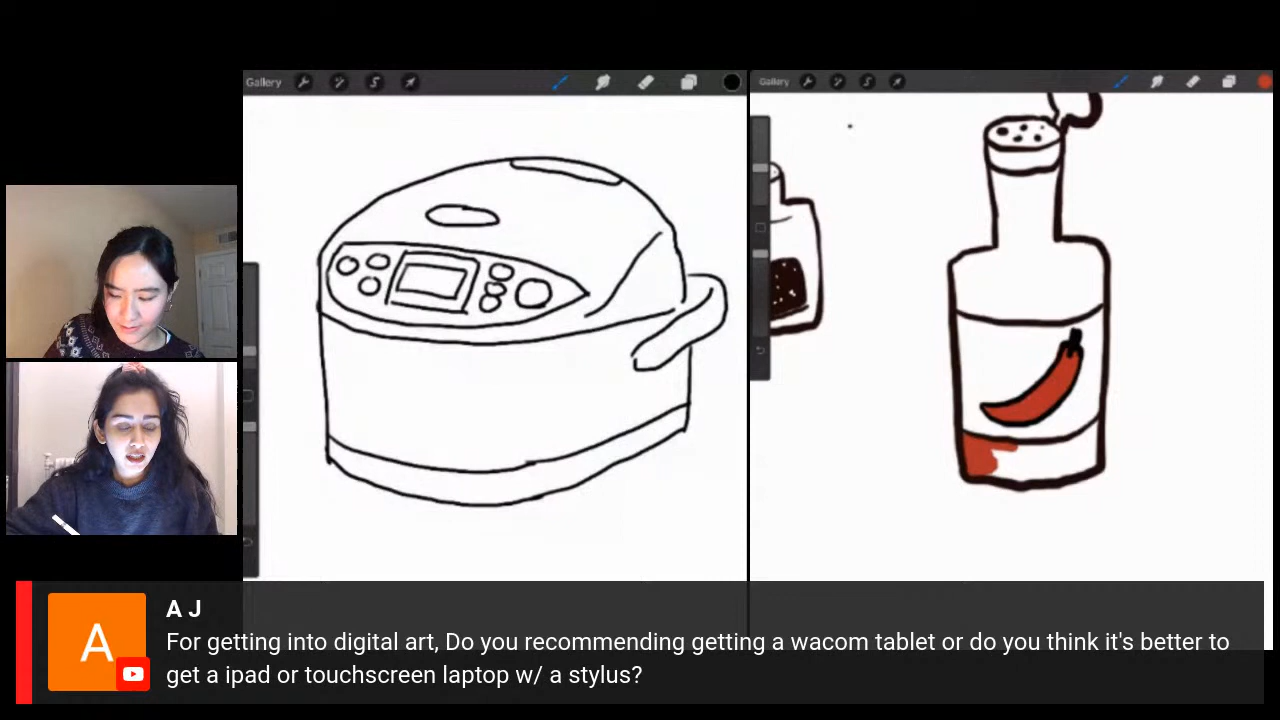 Gallery
Gallery
A
A J
For getting into digital art, Do you recommending getting a wacom tablet or do you think it's better to
get a ipad or touchscreen laptop w/ a stylus?